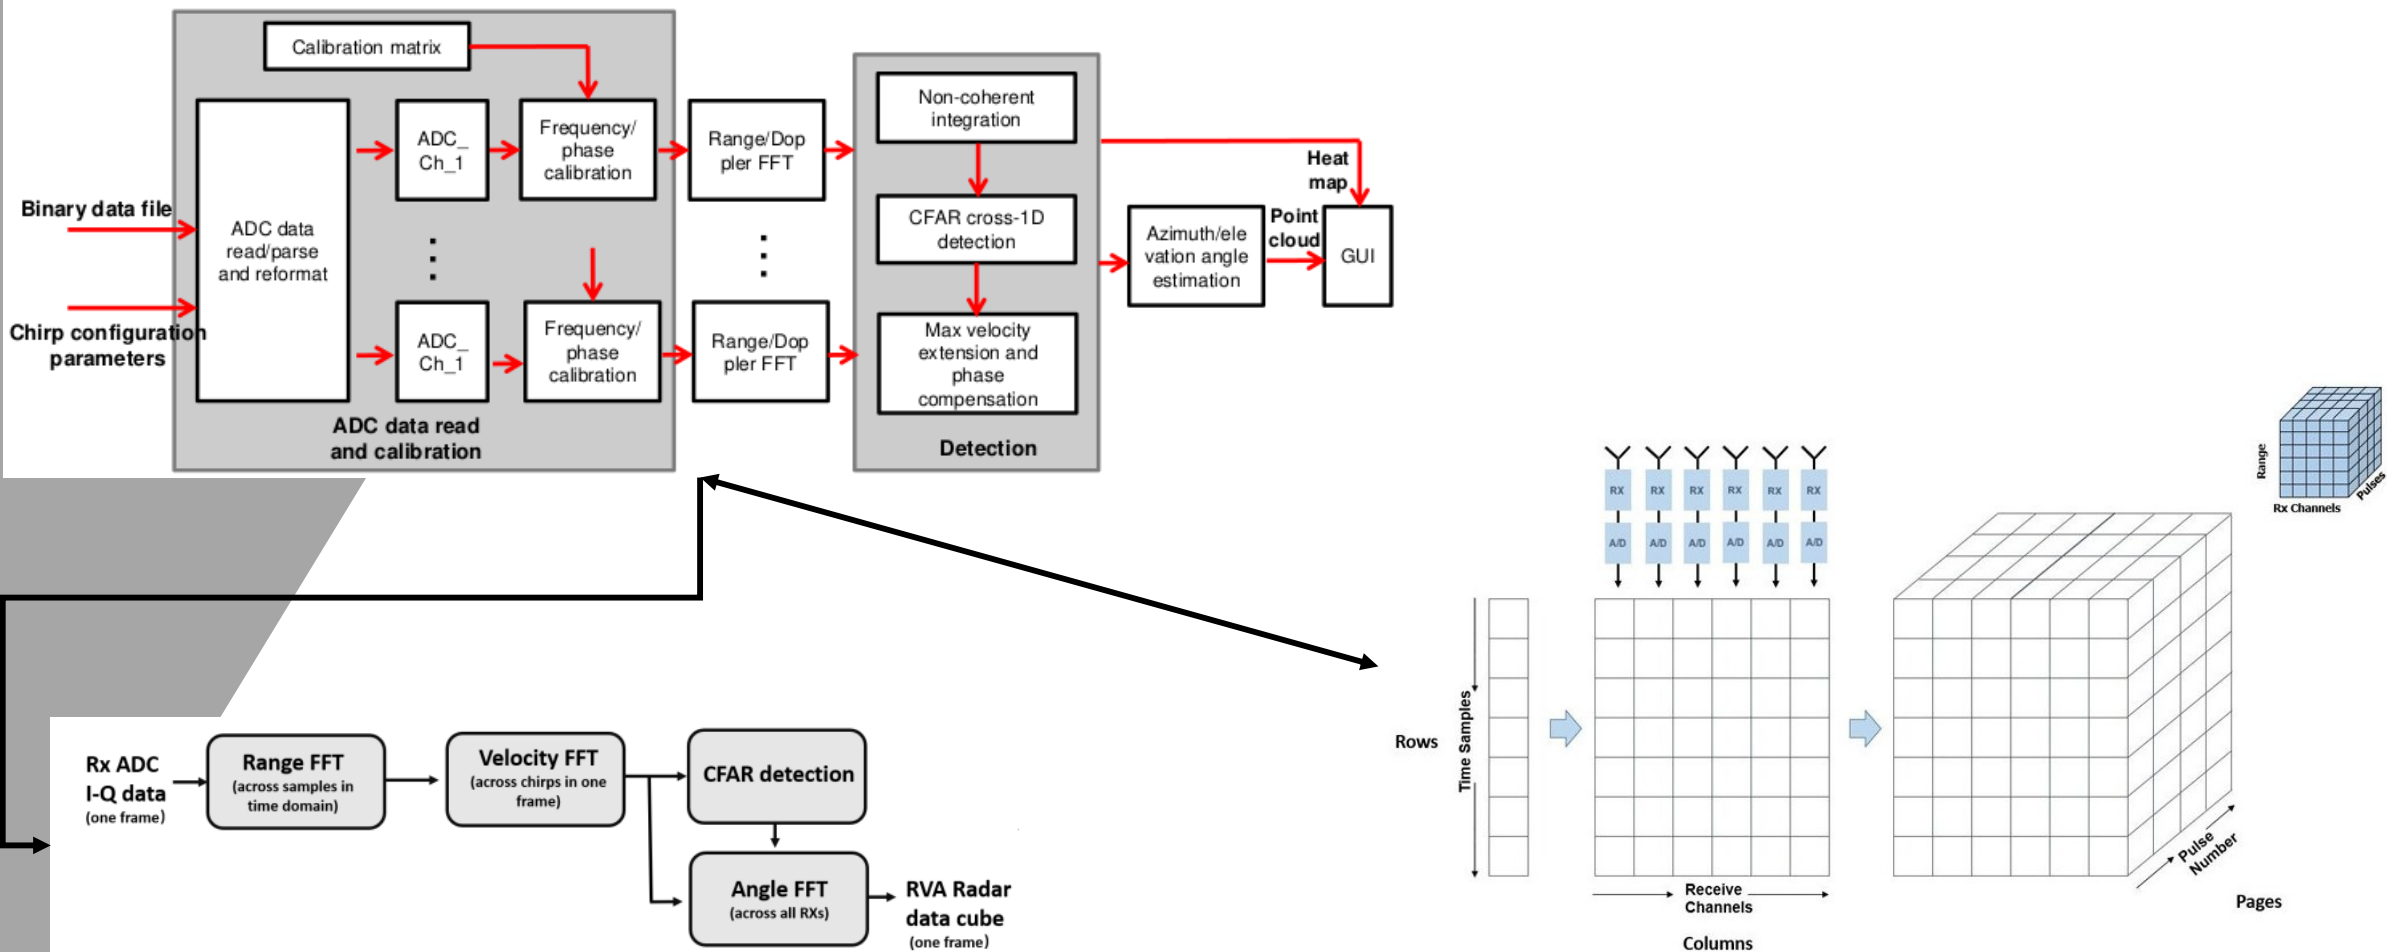 Calibration matrix
ADC data
read/parse
and reformat
ADC_
Ch_1
Frequency/
phase
calibration
Range/Dop
pler FFT
Binary data file
Chirp configuration
parameters
ADC_
Ch_1
Frequency/
phase
calibration
Range/Dop
pler FFT
ADC data read
and calibration
Non-coherent
integration
CFAR cross-1D
detection
Max velocity
extension and
phase
compensation
Detection
Azimuth/ele
vation angle
estimation
Heat
map
Point
cloud
GUI
Rx ADC
I-Q data
(one frame)
Range FFT
(across samples in
time domain)
Velocity FFT
(across chirps in one
frame)
CFAR detection
Angle FFT
(across all RXs)
RVA Radar
data cube
(one frame)
Rows
Time Samples
RX
RX
RX
RX
RX
RX
A/D
A/D
A/D
A/D
A/D
A/D
Receive
Channels
Columns
Pulse
Number
Pages
Range
Rx Channels
Pulses